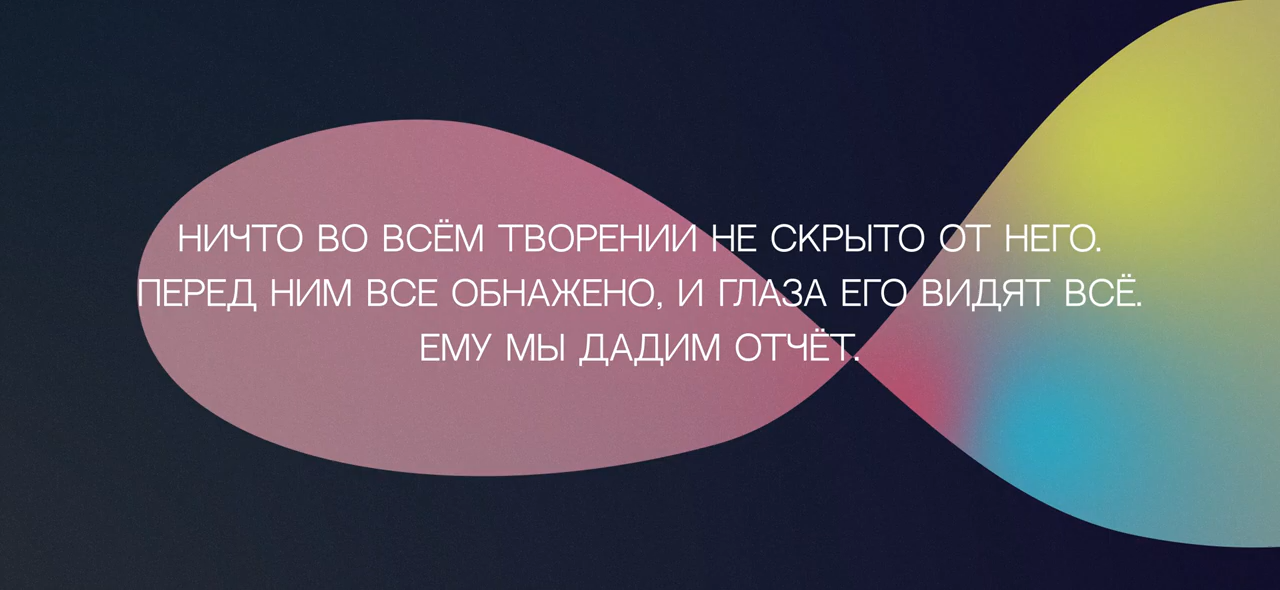 НИЧТО ВО ВСЁМ ТВОРЕНИИ НЕ СКРЫТО ОТ НЕГО.
ПЕРЕД НИМ ВСЕ ОБНАЖЕНО, И ГЛАЗА ЕГО ВИДЯТ ВСЁ.
ЕМУ МЫ ДАДИМ ОТЧЁТ.